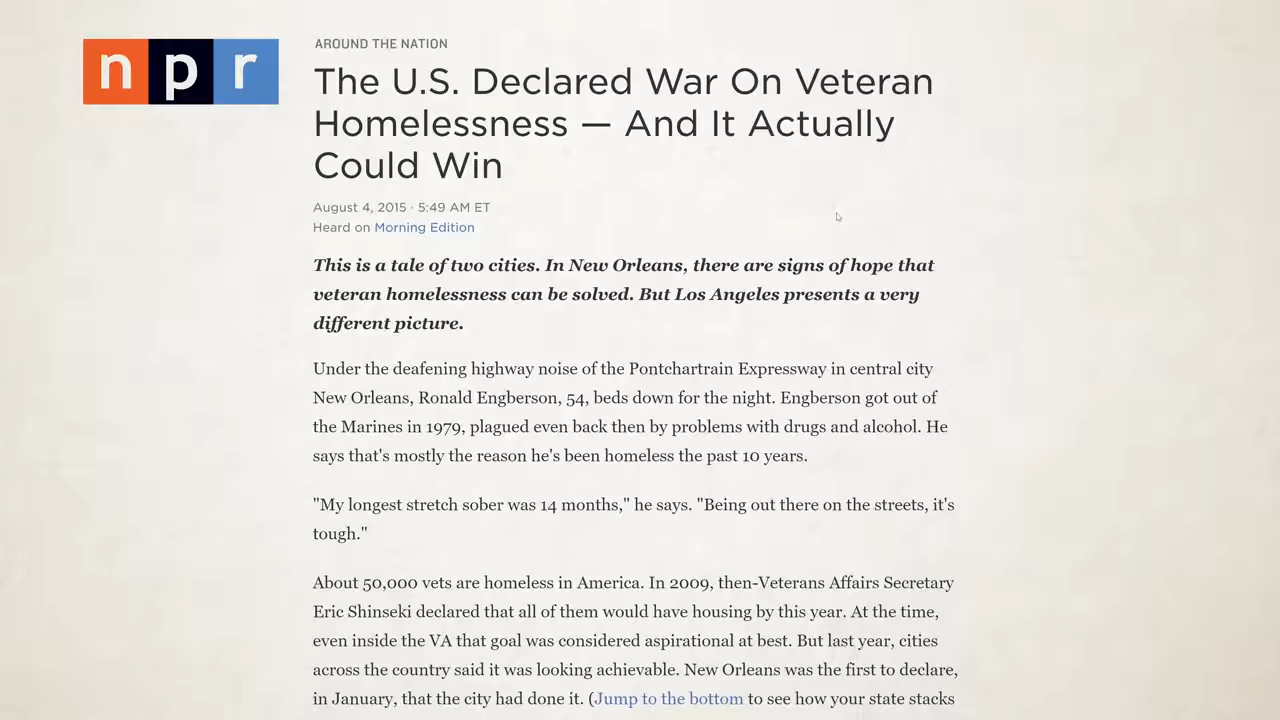 npr
AROUND THE NATION
The U.S. Declared War On Veteran
Homelessness — And It Actually
Could Win
August 4, 2015 · 5:49 AM ET
Heard on Morning Edition
This is a tale of two cities. In New Orleans, there are signs of hope that
veteran homelessness can be solved. But Los Angeles presents a very
different picture.
Under the deafening highway noise of the Pontchartrain Expressway in central city
New Orleans, Ronald Engberson, 54, beds down for the night. Engberson got out of
the Marines in 1979, plagued even back then by problems with drugs and alcohol. He
says that's mostly the reason he's been homeless the past 10 years.
"My longest stretch sober was 14 months," he says. "Being out there on the streets, it's
tough."
About 50,000 vets are homeless in America. In 2009, then-Veterans Affairs Secretary
Eric Shinseki declared that all of them would have housing by this year. At the time,
even inside the VA that goal was considered aspirational at best. But last year, cities
across the country said it was looking achievable. New Orleans was the first to declare,
in January, that the city had done it. (Jump to the bottom to see how your state stacks